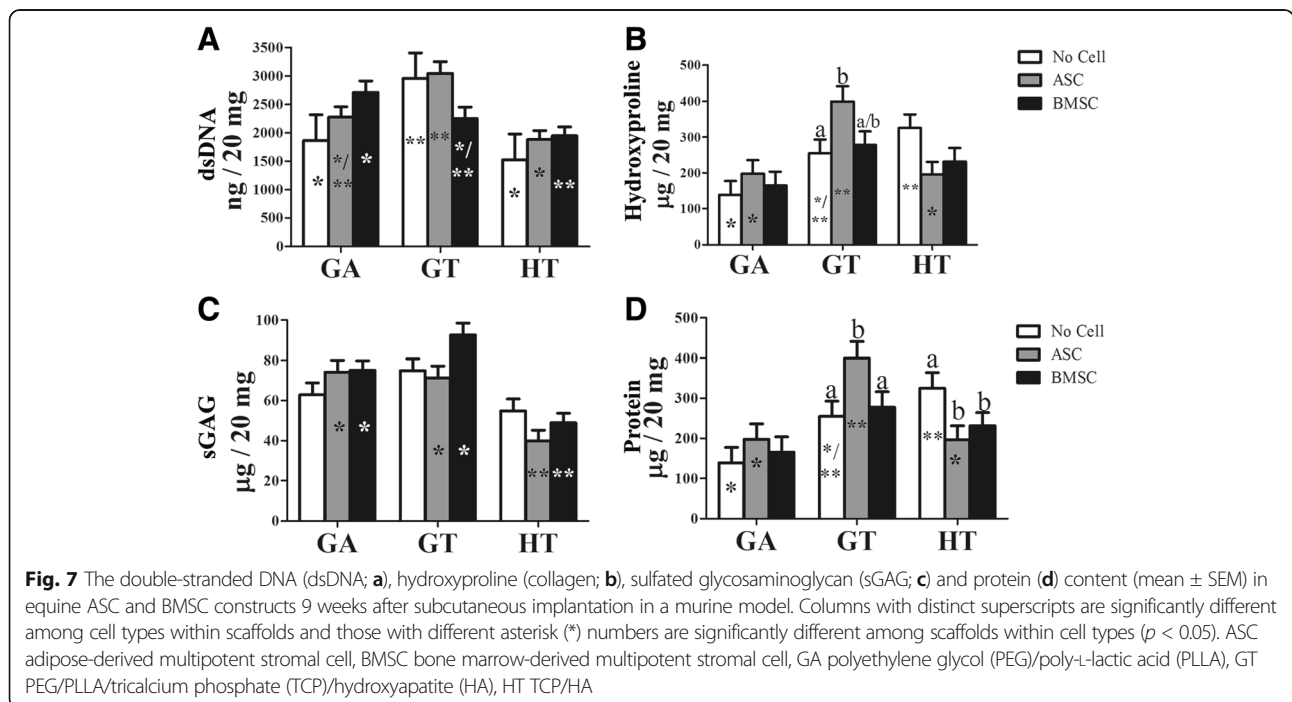 A
dsDNA
ng / 20 mg
3500
3000
2500
2000
1500
1000
500
0
*
*/
**
*
**
**
*/
**
*
*
**
GA GT HT
B
Hydroxyproline
µg / 20 mg
500
400
300
200
100
0
*
*
a
*/
**
b
**
a/b
**
*
GA GT HT
No Cell
ASC
BMSC
C
sGAG
µg / 20 mg
100
80
60
40
20
0
*
*
*
*
**
**
GA GT HT
D
Protein
µg / 20 mg
500
400
300
200
100
0
*
*
a
*/
**
b
**
a
a
**
b
*
b
GA GT HT
No Cell
ASC
BMSC
Fig. 7 The double-stranded DNA (dsDNA; a), hydroxyproline (collagen; b), sulfated glycosaminoglycan (sGAG; c) and protein (d) content (mean ± SEM) in
equine ASC and BMSC constructs 9 weeks after subcutaneous implantation in a murine model. Columns with distinct superscripts are significantly different
among cell types within scaffolds and those with different asterisk (*) numbers are significantly different among scaffolds within cell types (p < 0.05). ASC
adipose-derived multipotent stromal cell, BMSC bone marrow-derived multipotent stromal cell, GA polyethylene glycol (PEG)/poly-L-lactic acid (PLLA), GT
PEG/PLLA/tricalcium phosphate (TCP)/hydroxyapatite (HA), HT TCP/HA